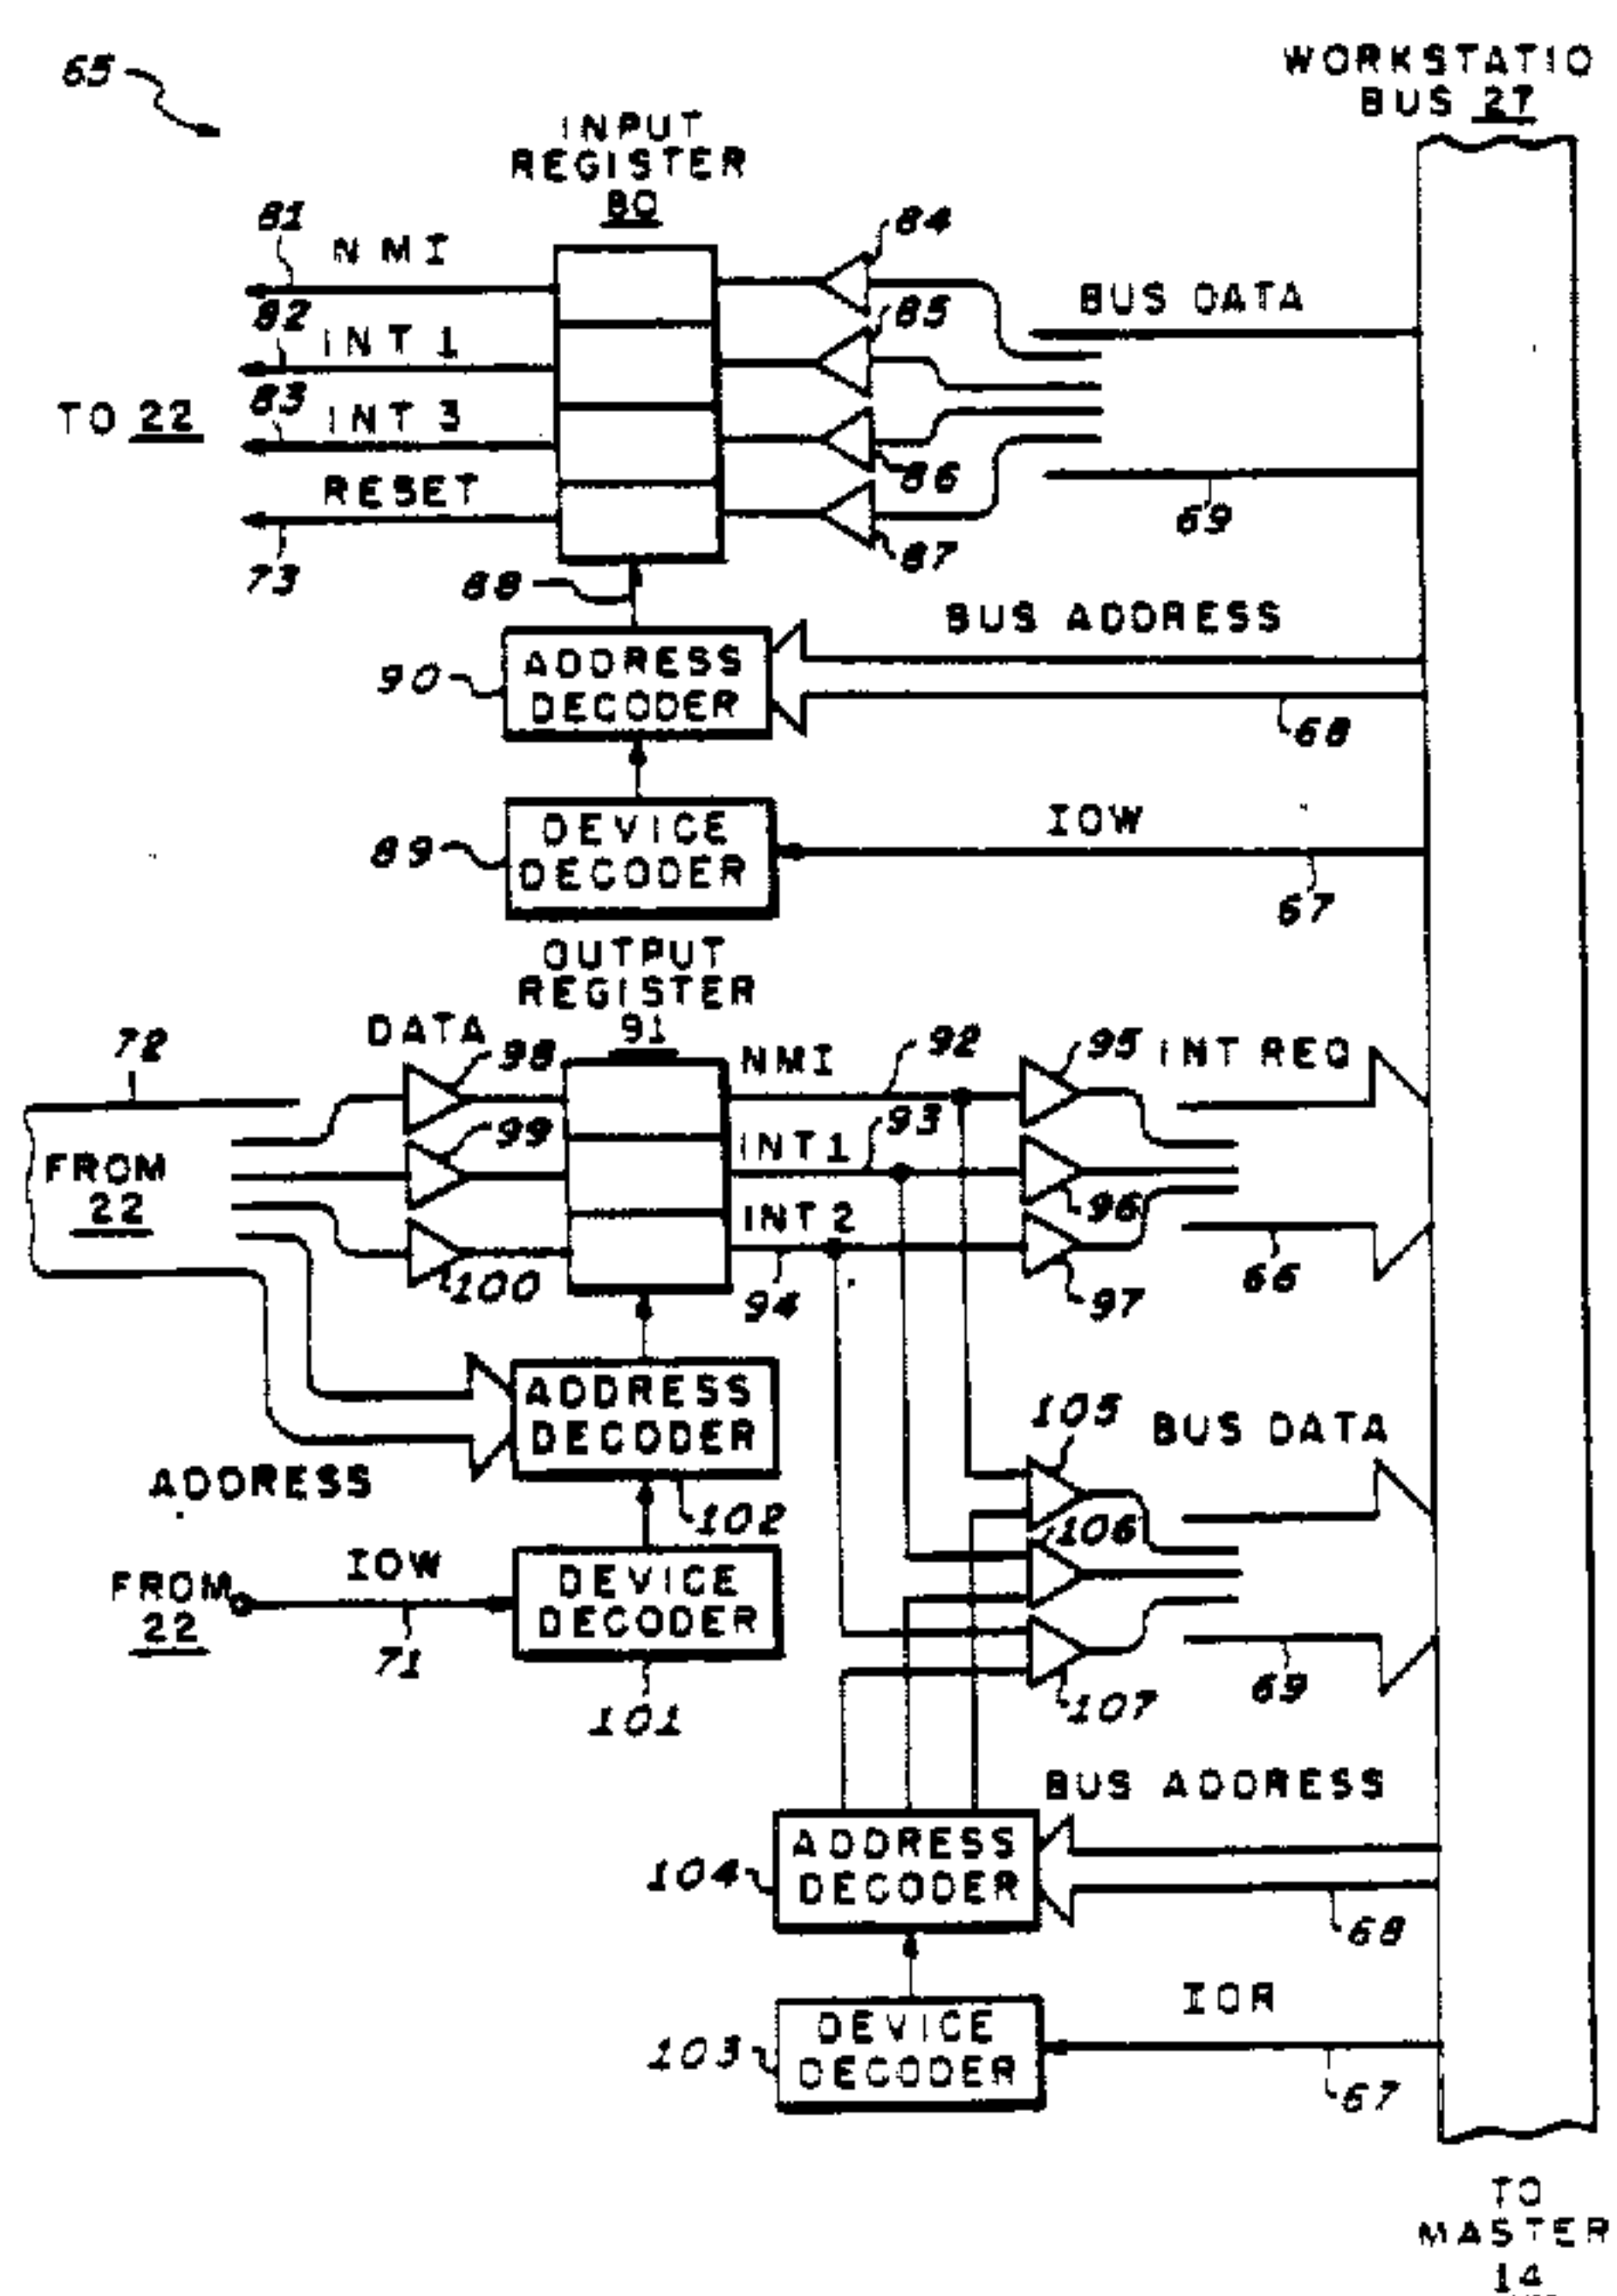 65
WORKSTATIO
BUS 27
INPUT
REGISTER
80
81
NMI
84
82
INT 1
85
BUS DATA
83
INT 3
TO 22
86
RESET
69
73
87
88
BUS ADDRESS
90
ADDRESS
DECODER
68
IOW
89
DEVICE
DECODER
67
OUTPUT
REGISTER
91
72
DATA
98
NMI
92
95
INT REQ
99
INT 1
93
FROM
22
96
INT 2
100
94
97
66
ADDRESS
DECODER
105
BUS DATA
ADDRESS
102
106
IOW
FROM
22
DEVICE
DECODER
71
69
101
107
BUS ADDRESS
104
ADDRESS
DECODER
68
IOR
103
DEVICE
DECODER
67
TO
MASTER
14